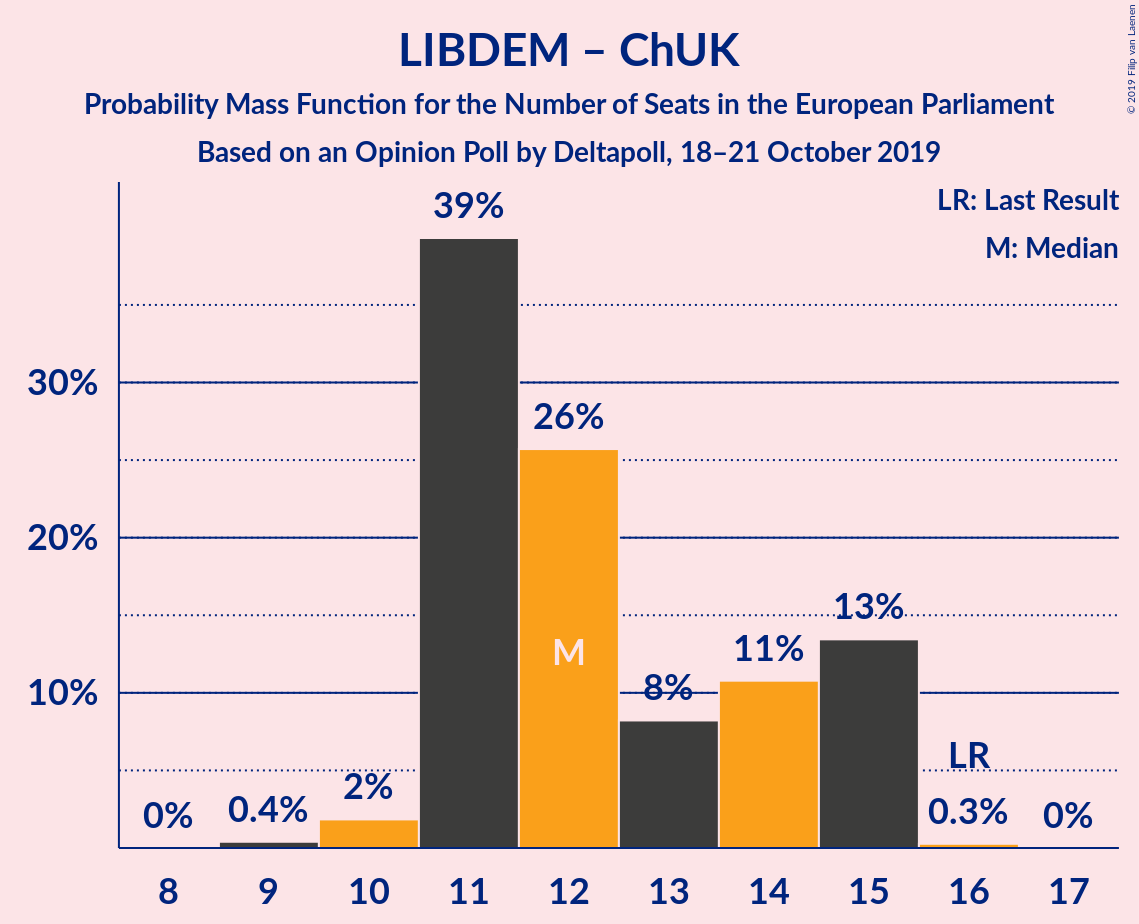 LIBDEM – ChUK
Probability Mass Function for the Number of Seats in the European Parliament
Based on an Opinion Poll by Deltapoll, 18–21 October 2019
© 2019 Filip van Laenen
LR: Last Result
M: Median
39%
30%
26%
20%
13%
M
11%
10%
8%
LR
2%
0%
0.4%
0.3%
0%
8 9 10 11 12 13 14 15 16 17